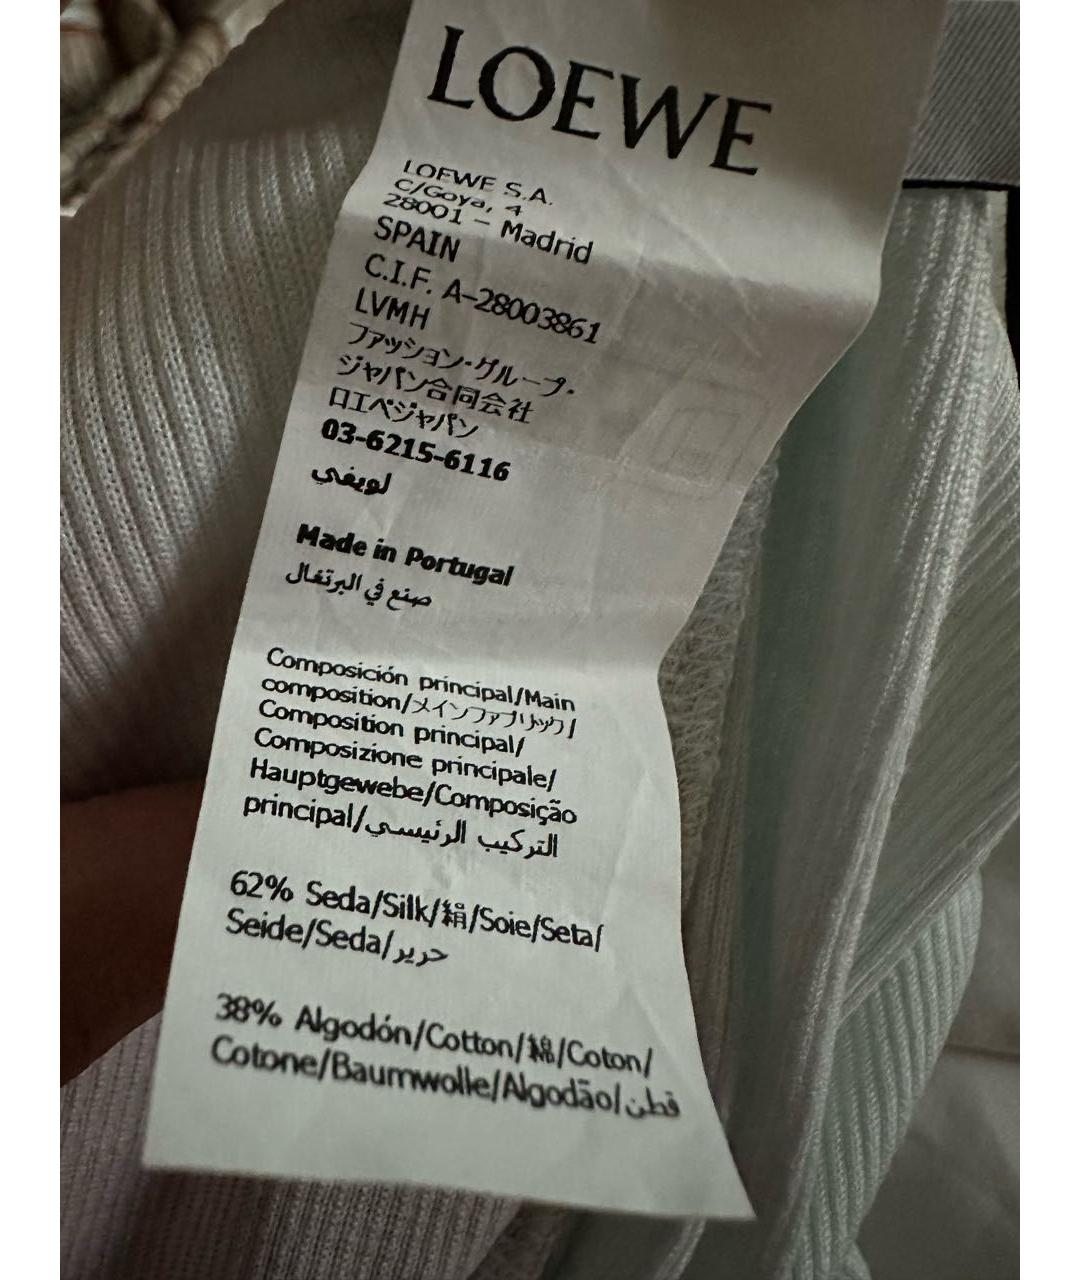 LOEWE
LOEWE S.A.
C/Goya, 4
28001 – Madrid
SPAIN
C.I.F. A-28003861
LVMH
ファッション・グループ・
ジャパン合同会社
ロエベジャパン
03-6215-6116
لويفي
Made in Portugal
صنع في البرتغال
Composición principal/Main
composition/メインファブリック/
Composition principal/
Composizione principale/
Hauptgewebe/Composição
principal/التركيب الرئيسي
62% Seda/Silk/絹/Soie/Seta/
Seide/Seda/حرير
38% Algodón/Cotton/綿/Coton/
Cotone/Baumwolle/Algodão/قطن